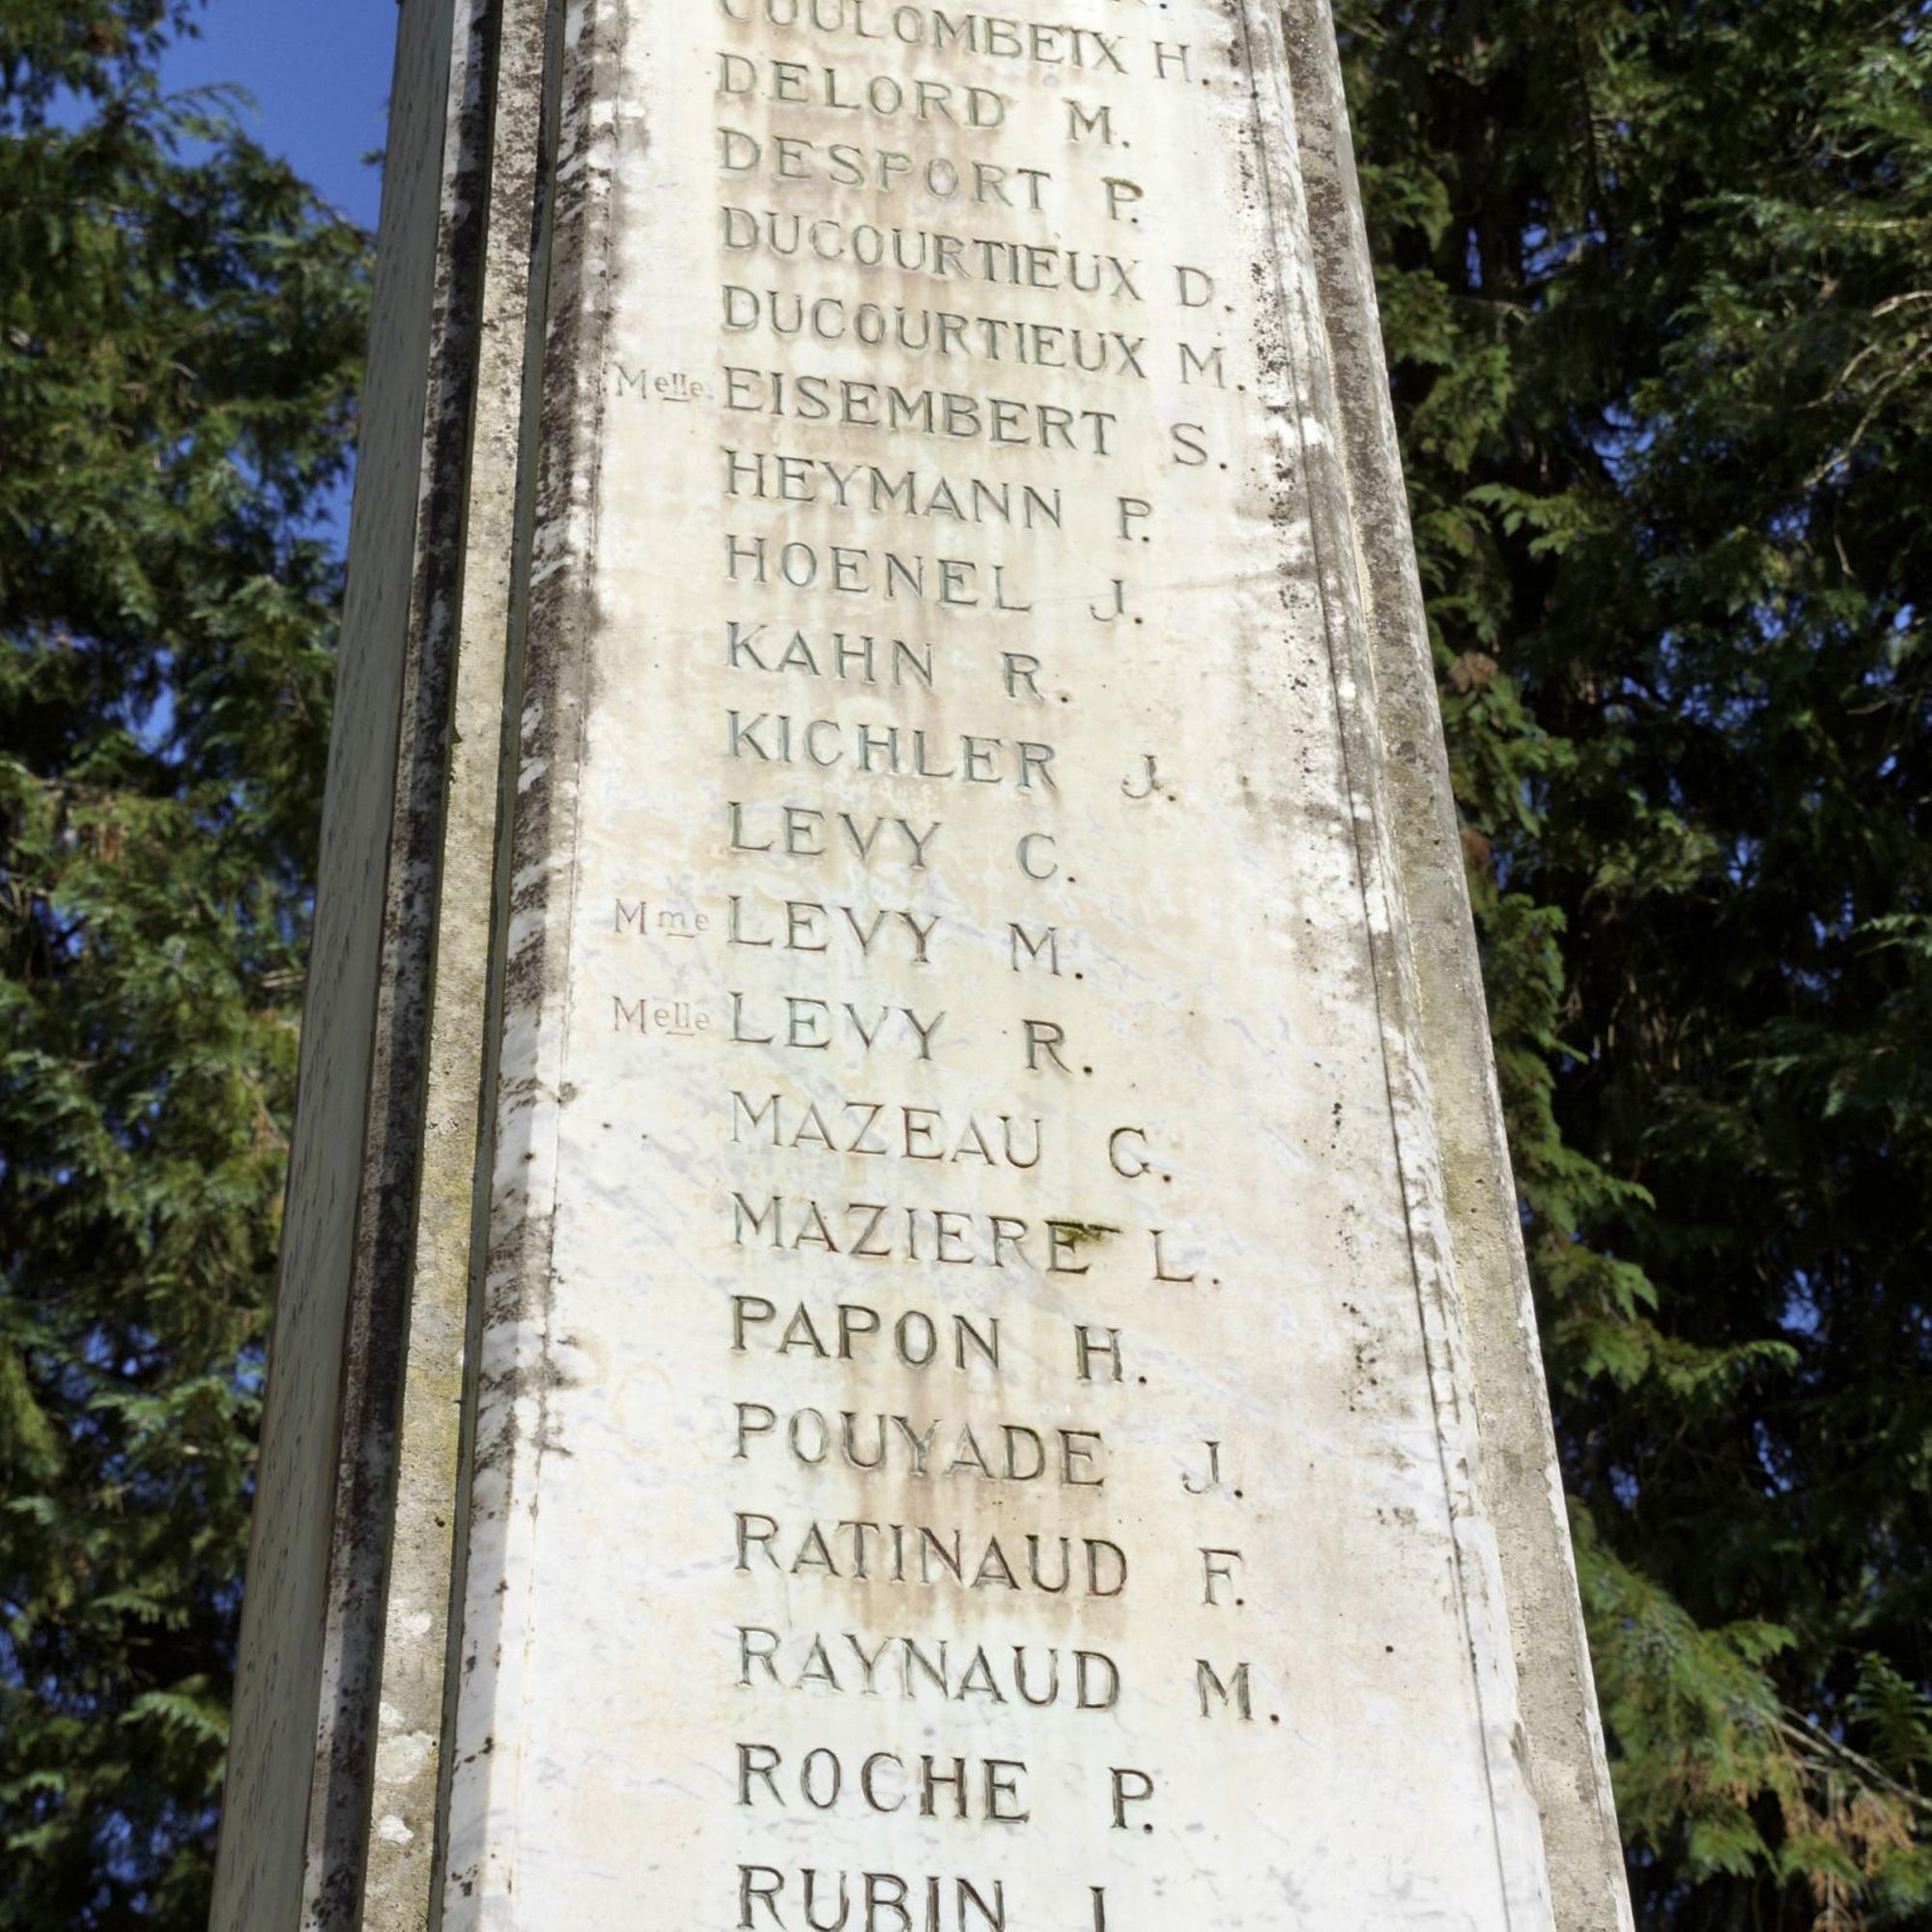 COULOMBEIX H.
DELORD M.
DESPORT P.
DUCOURTIEUX D.
DUCOURTIEUX M.
Melle EISEMBERT S.
HEYMANN P.
HOENEL J.
KAHN R.
KICHLER J.
LEVY C.
Mme LEVY M.
Melle LEVY R.
MAZEAU G.
MAZIERE L.
PAPON H.
POUYADE J.
RATINAUD F.
RAYNAUD M.
ROCHE P.
RUBIN